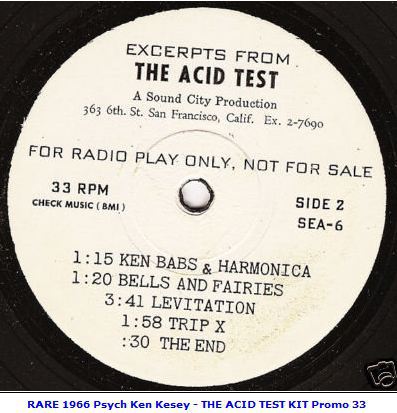 EXCERPTS FROM
THE ACID TEST
A Sound City Production
363 6th. St. San Francisco, Calif. Ex. 2-7690
FOR RADIO PLAY ONLY, NOT FOR SALE
33 RPM
CHECK MUSIC (BMI)
SIDE 2
SEA-6
1:15 KEN BABS & HARMONICA
1:20 BELLS AND FAIRIES
3:41 LEVITATION
1:58 TRIP X
:30 THE END
RARE 1966 Psych Ken Kesey - THE ACID TEST KIT Promo 33